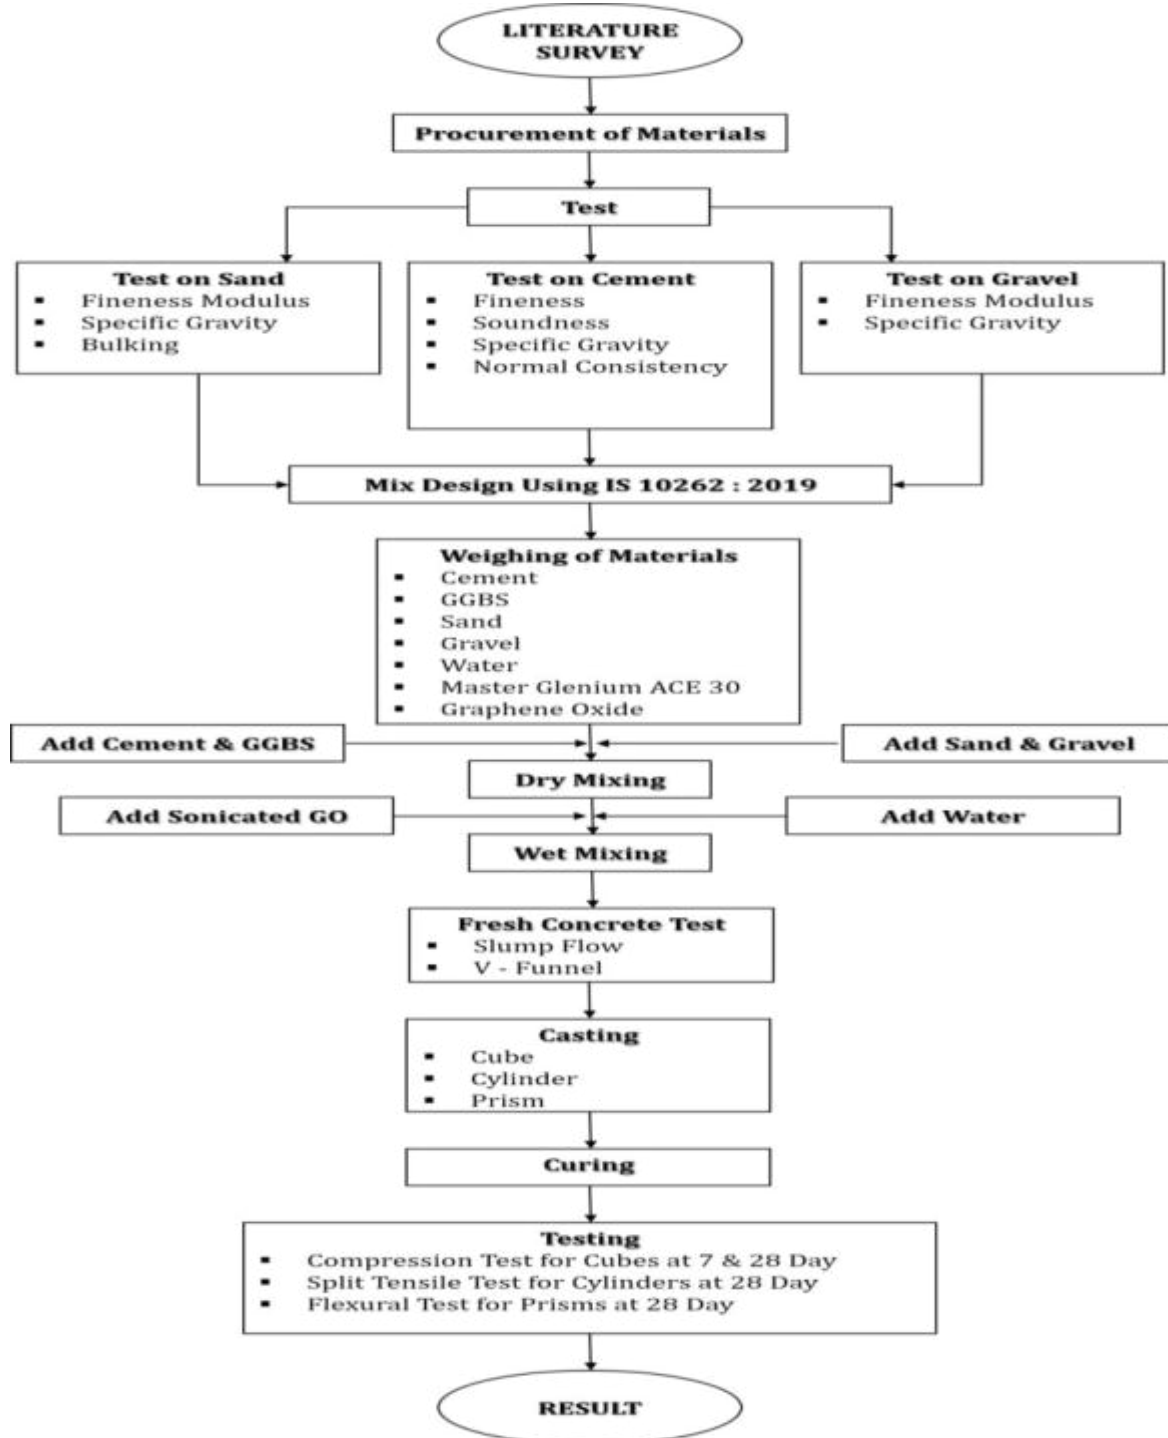 LITERATURE
SURVEY
Procurement of Materials
Test
Test on Sand
▪ Fineness Modulus
▪ Specific Gravity
▪ Bulking
Test on Cement
▪ Fineness
▪ Soundness
▪ Specific Gravity
▪ Normal Consistency
Test on Gravel
▪ Fineness Modulus
▪ Specific Gravity
Mix Design Using IS 10262 : 2019
Weighing of Materials
▪ Cement
▪ GGBS
▪ Sand
▪ Gravel
▪ Water
▪ Master Glenium ACE 30
▪ Graphene Oxide
Add Cement & GGBS
Add Sand & Gravel
Dry Mixing
Add Sonicated GO
Add Water
Wet Mixing
Fresh Concrete Test
▪ Slump Flow
▪ V - Funnel
Casting
▪ Cube
▪ Cylinder
▪ Prism
Curing
Testing
▪ Compression Test for Cubes at 7 & 28 Day
▪ Split Tensile Test for Cylinders at 28 Day
▪ Flexural Test for Prisms at 28 Day
RESULT